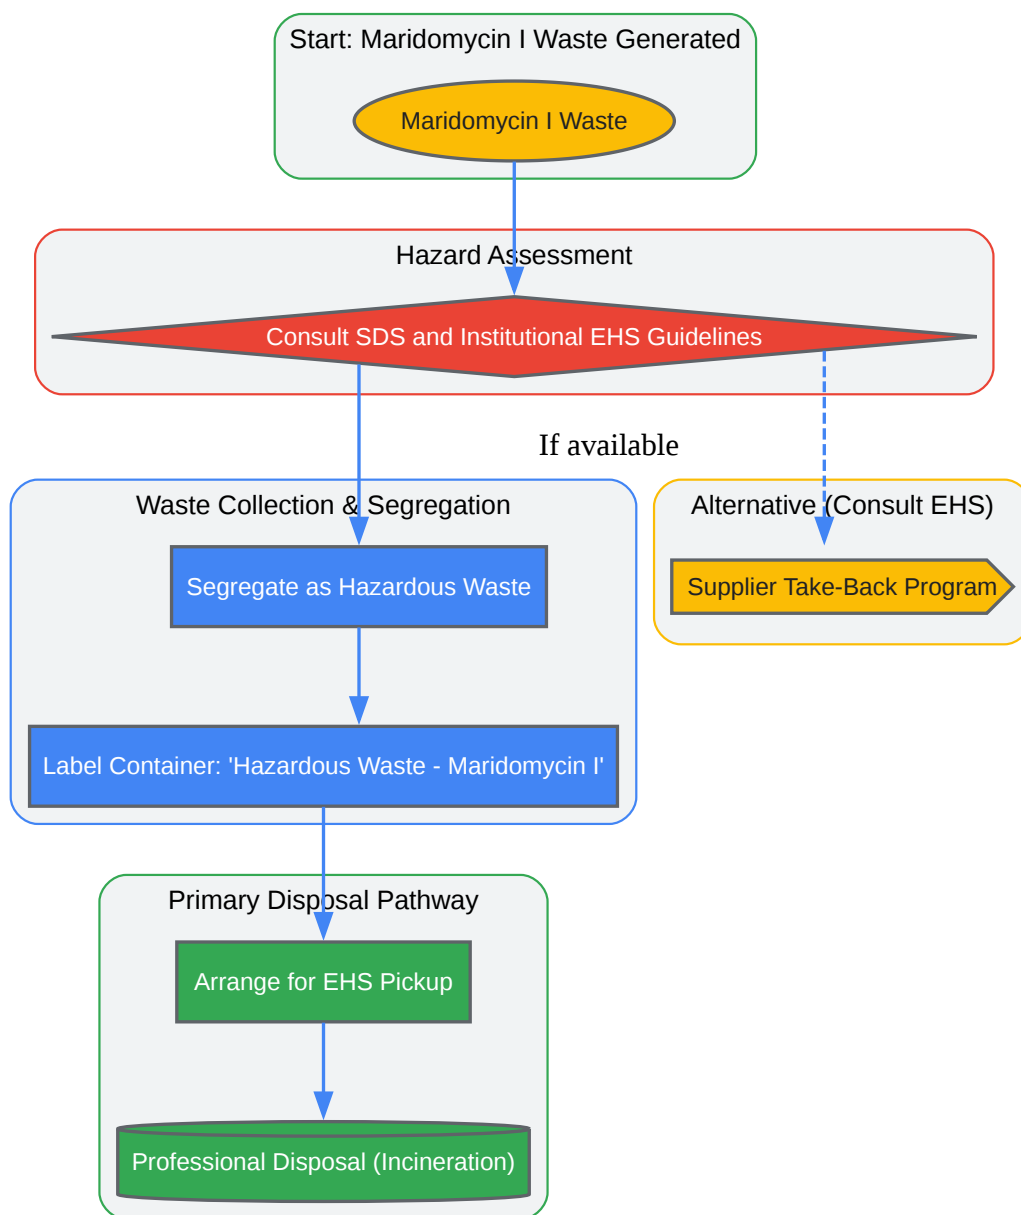 Start: Maridomycin I Waste Generated
Maridomycin I Waste
Hazard Assessment
Consult SDS and Institutional EHS Guidelines
If available
Waste Collection & Segregation
Alternative (Consult EHS)
Segregate as Hazardous Waste
Supplier Take-Back Program
Label Container: 'Hazardous Waste - Maridomycin I'
Primary Disposal Pathway
Arrange for EHS Pickup
Professional Disposal (Incineration)